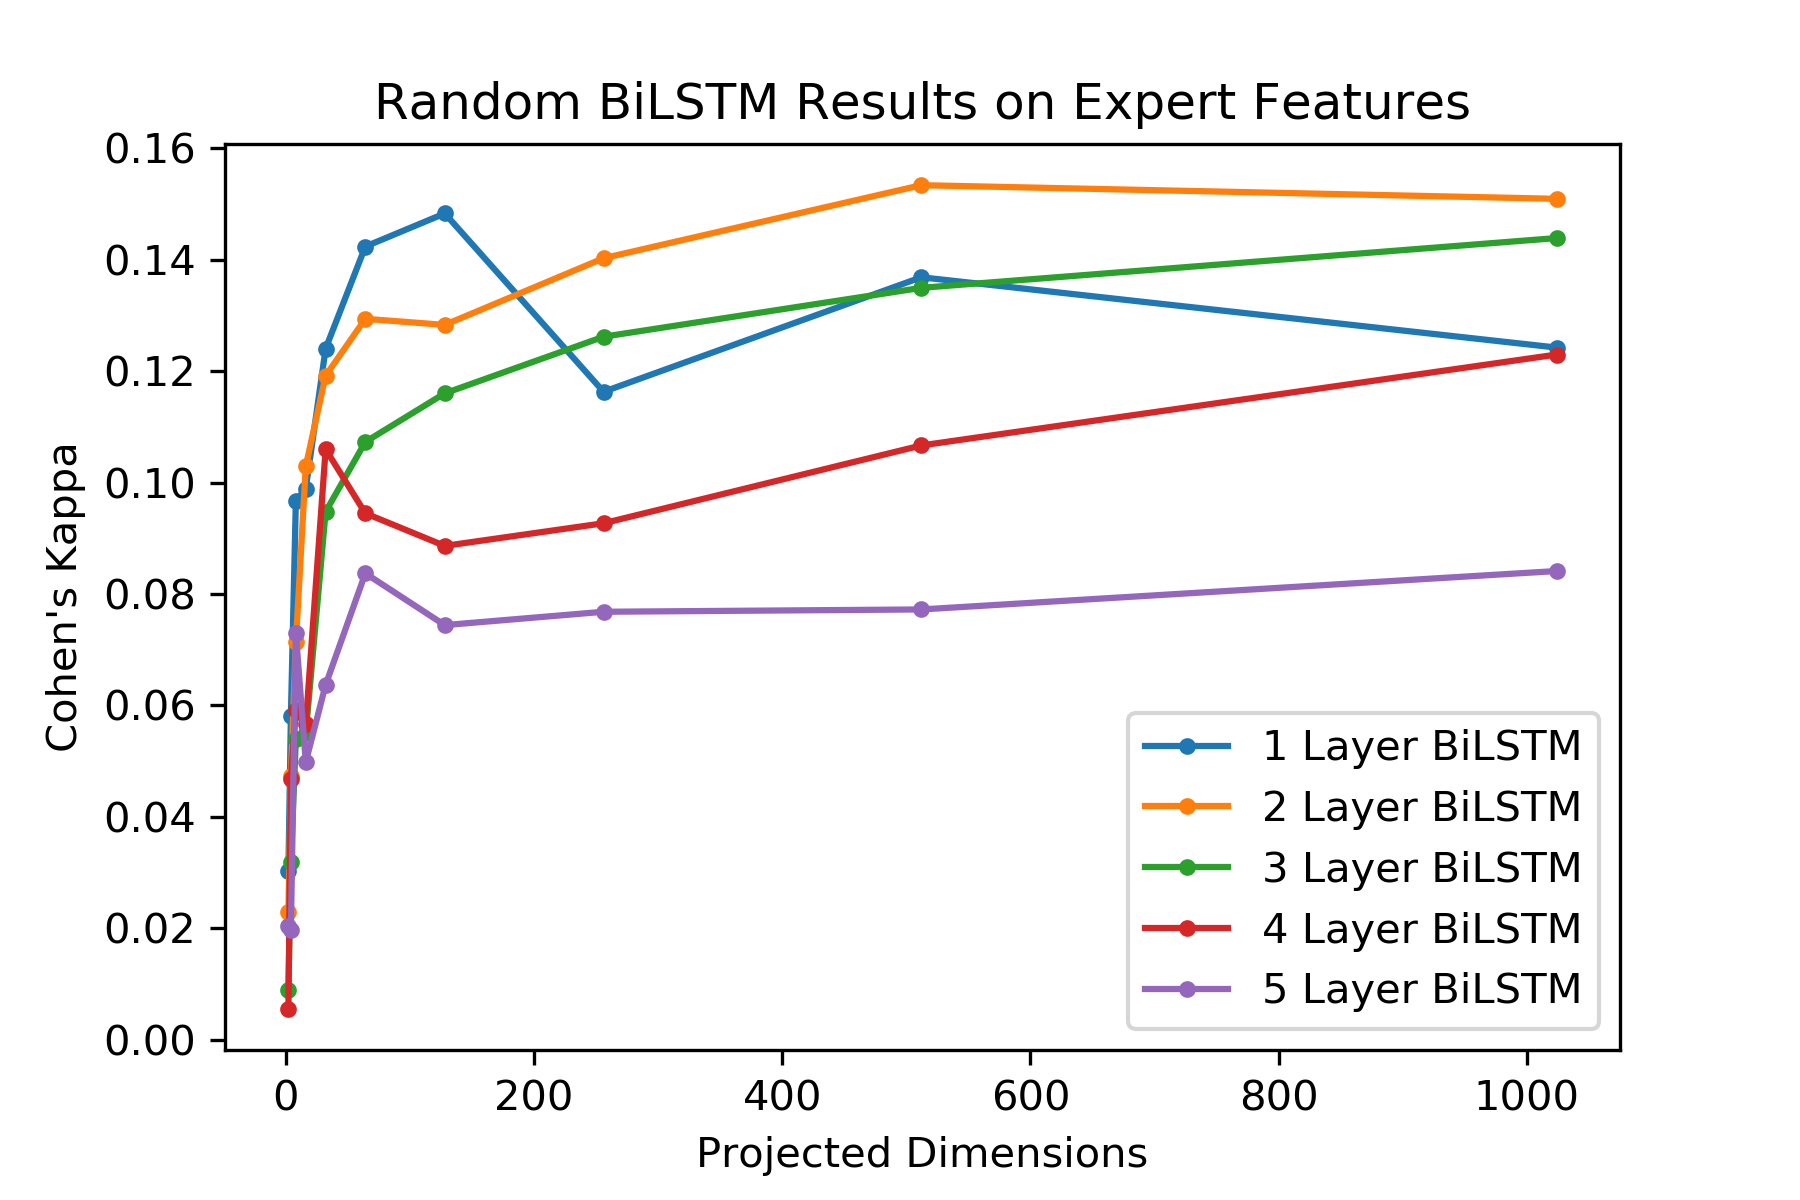 Random BiLSTM Results on Expert Features
0.16
0.14
0.12
0.10
0.08
0.06
0.04
0.02
0.00
Cohen's Kappa
1 Layer BiLSTM
2 Layer BiLSTM
3 Layer BiLSTM
4 Layer BiLSTM
5 Layer BiLSTM
0 200 400 600 800 1000
Projected Dimensions